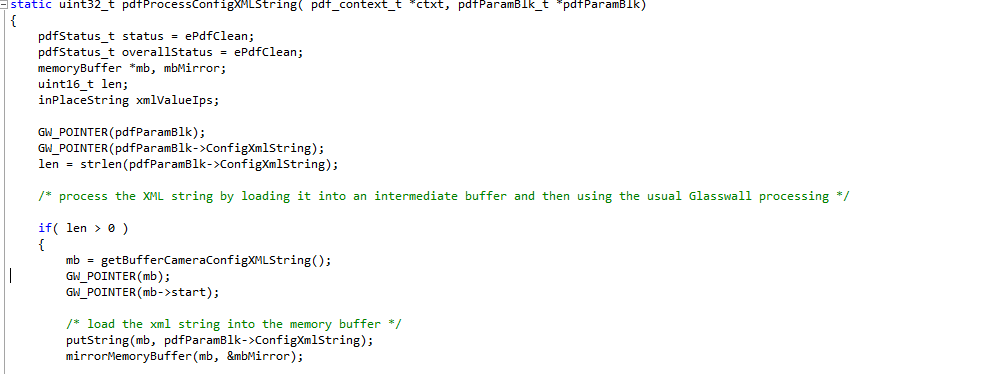 static uint32_t pdfProcessConfigXMLString( pdf_context_t *ctxt, pdfParamBlk_t *pdfParamBlk)
{
pdfStatus_t status = ePdfClean;
pdfStatus_t overallStatus = ePdfClean;
memoryBuffer *mb, mbMirror;
uint16_t len;
inPlaceString xmlValueIps;
GW_POINTER(pdfParamBlk);
GW_POINTER(pdfParamBlk->ConfigXmlString);
len = strlen(pdfParamBlk->ConfigXmlString);
/* process the XML string by loading it into an intermediate buffer and then using the usual Glasswall processing */
if( len > 0 )
{
mb = getBufferCameraConfigXMLString();
GW_POINTER(mb);
GW_POINTER(mb->start);
/* load the xml string into the memory buffer */
putString(mb, pdfParamBlk->ConfigXmlString);
mirrorMemoryBuffer(mb, &mbMirror);